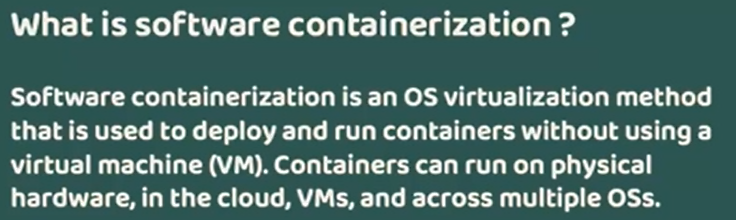 What is software containerization ?
Software containerization is an OS virtualization method
that is used to deploy and run containers without using a
virtual machine (VM). Containers can run on physical
hardware, in the cloud, VMs, and across multiple OSs.